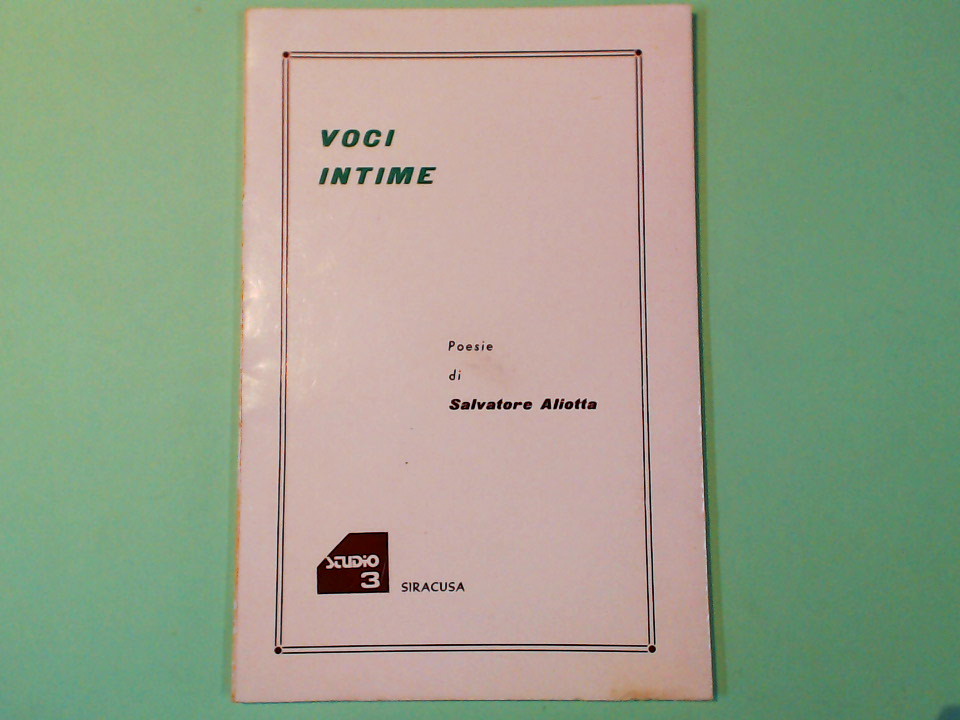 VOCI
INTIME
Poesie
di
Salvatore Aliotta
STUDIO
3
SIRACUSA